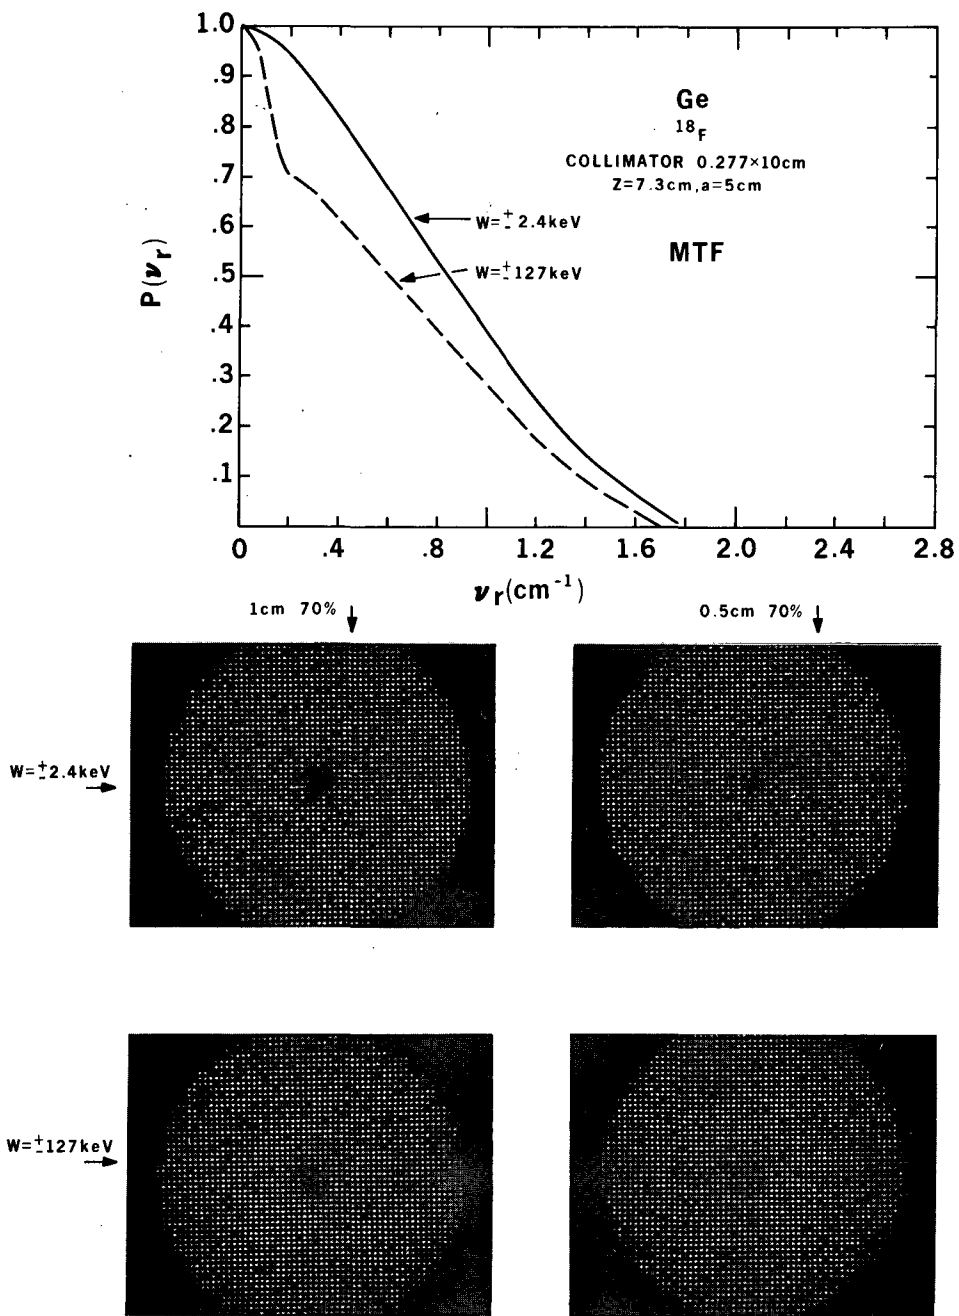 1.0
.9
.8
.7
.6
.5
.4
.3
.2
.1
P(νr)
Ge
18F
COLLIMATOR 0.277×10cm
Z=7.3cm, a=5cm
W=±2.4keV
MTF
W=±127keV
0 .4 .8 1.2 1.6 2.0 2.4 2.8
νr(cm-1)
1cm 70%
0.5cm 70%
W=±2.4keV
W=±127keV